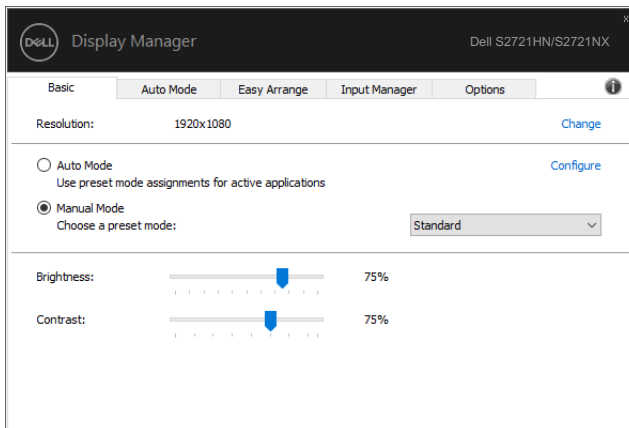 x
DELL Display Manager Dell S2721HN/S2721NX
Basic Auto Mode Easy Arrange Input Manager Options i
Resolution: 1920x1080 Change
Auto Mode Configure
Use preset mode assignments for active applications
Manual Mode
Choose a preset mode: Standard
Brightness: 75%
Contrast: 75%